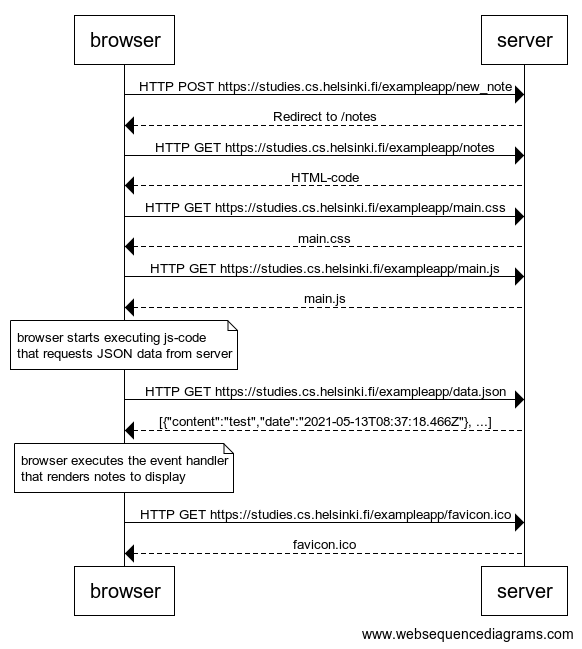 browser
server
HTTP POST https://studies.cs.helsinki.fi/exampleapp/new_note
Redirect to /notes
HTTP GET https://studies.cs.helsinki.fi/exampleapp/notes
HTML-code
HTTP GET https://studies.cs.helsinki.fi/exampleapp/main.css
main.css
HTTP GET https://studies.cs.helsinki.fi/exampleapp/main.js
main.js
browser starts executing js-code
that requests JSON data from server
HTTP GET https://studies.cs.helsinki.fi/exampleapp/data.json
[{"content":"test","date":"2021-05-13T08:37:18.466Z"}, ...]
browser executes the event handler
that renders notes to display
HTTP GET https://studies.cs.helsinki.fi/exampleapp/favicon.ico
favicon.ico
browser
server
www.websequencediagrams.com